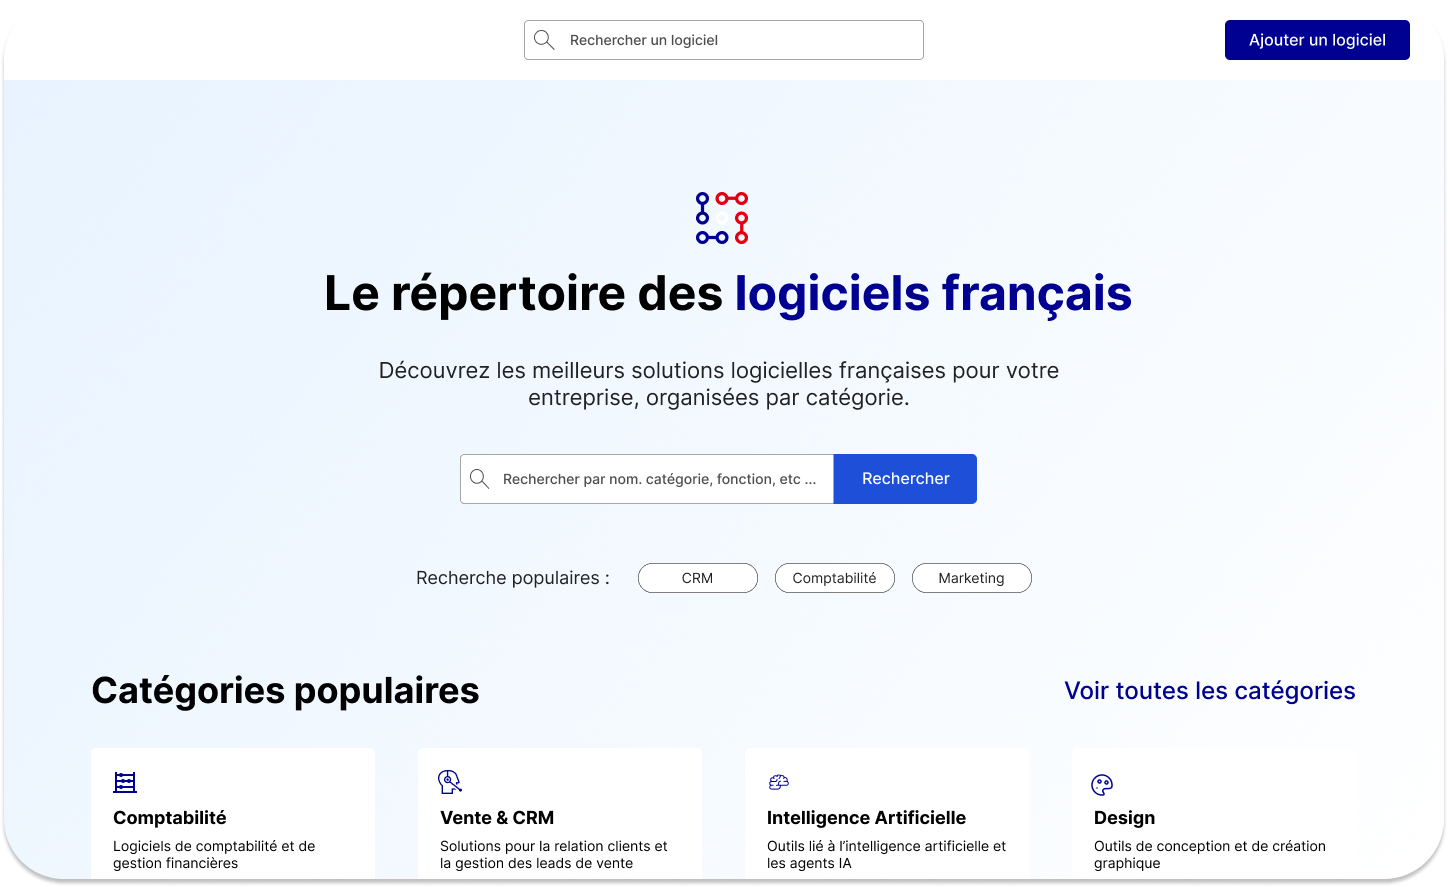 Rechercher un logiciel
Ajouter un logiciel
Le répertoire des logiciels français
Découvrez les meilleurs solutions logicielles françaises pour votre
entreprise, organisées par catégorie.
Rechercher par nom. catégorie, fonction, etc ...
Rechercher
Recherche populaires :
CRM
Comptabilité
Marketing
Catégories populaires
Voir toutes les catégories
Comptabilité
Logiciels de comptabilité et de
gestion financières
Vente & CRM
Solutions pour la relation clients et
la gestion des leads de vente
Intelligence Artificielle
Outils lié à l’intelligence artificielle et
les agents IA
Design
Outils de conception et de création
graphique